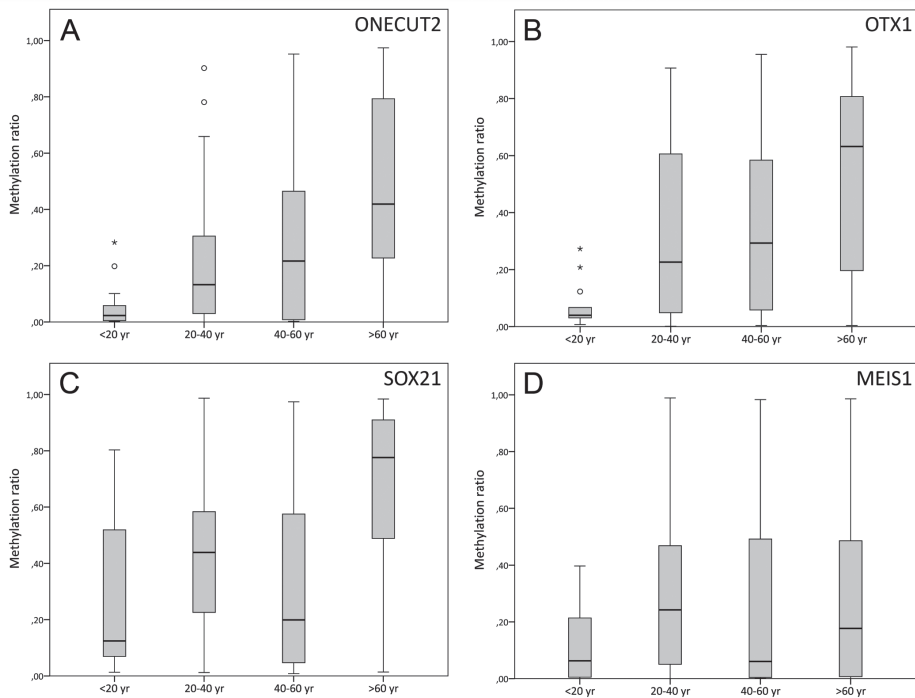 A
ONECUT2
Methylation ratio
1,00
,80
,60
,40
,20
,00
<20 yr
20-40 yr
40-60 yr
>60 yr
B
OTX1
Methylation ratio
1,00
,80
,60
,40
,20
,00
<20 yr
20-40 yr
40-60 yr
>60 yr
C
SOX21
Methylation ratio
1,00
,80
,60
,40
,20
,00
<20 yr
20-40 yr
40-60 yr
>60 yr
D
MEIS1
Methylation ratio
1,00
,80
,60
,40
,20
,00
<20 yr
20-40 yr
40-60 yr
>60 yr